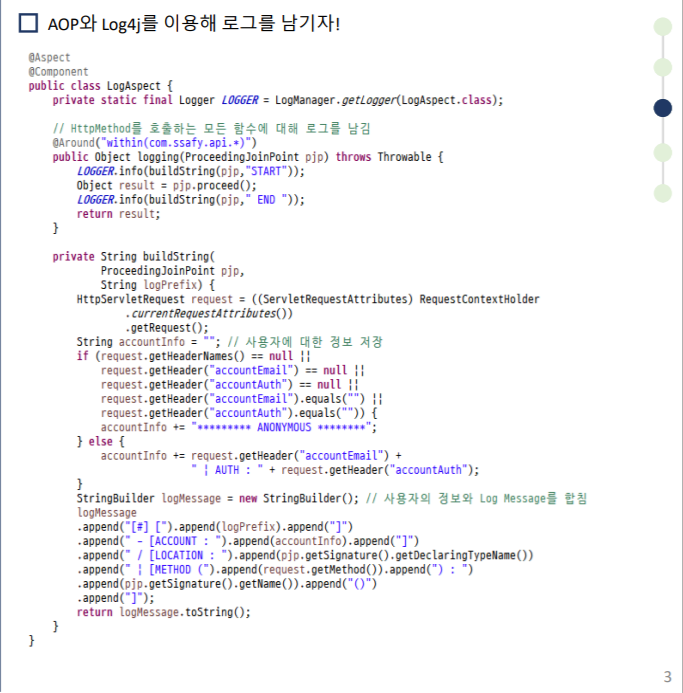 AOP와 Log4j를 이용해 로그를 남기자!
@Aspect
@Component
public class LogAspect {
    private static final Logger LOGGER = LogManager.getLogger(LogAspect.class);

    // HttpMethod를 호출하는 모든 함수에 대해 로그를 남김
    @Around("within(com.ssafy.api.*)")
    public Object logging(ProceedingJoinPoint pjp) throws Throwable {
        LOGGER.info(buildString(pjp,"START"));
        Object result = pjp.proceed();
        LOGGER.info(buildString(pjp," END "));
        return result;
    }

    private String buildString(
            ProceedingJoinPoint pjp,
            String logPrefix) {
        HttpServletRequest request = ((ServletRequestAttributes) RequestContextHolder
                .currentRequestAttributes())
                .getRequest();
        String accountInfo = ""; // 사용자에 대한 정보 저장
        if (request.getHeaderNames() == null ||
            request.getHeader("accountEmail") == null ||
            request.getHeader("accountAuth") == null ||
            request.getHeader("accountEmail").equals("") ||
            request.getHeader("accountAuth").equals("")) {
            accountInfo += "********* ANONYMOUS ********";
        } else {
            accountInfo += request.getHeader("accountEmail") +
                        " | AUTH : " + request.getHeader("accountAuth");
        }
        StringBuilder logMessage = new StringBuilder(); // 사용자의 정보와 Log Message를 합침
        logMessage
        .append("[#] [").append(logPrefix).append("]")
        .append(" - [ACCOUNT : ").append(accountInfo).append("]")
        .append(" / [LOCATION : ").append(pjp.getSignature().getDeclaringTypeName())
        .append(" | [METHOD (").append(request.getMethod()).append(") : ")
        .append(pjp.getSignature().getName()).append("()")
        .append("]");
        return logMessage.toString();
    }
}
3